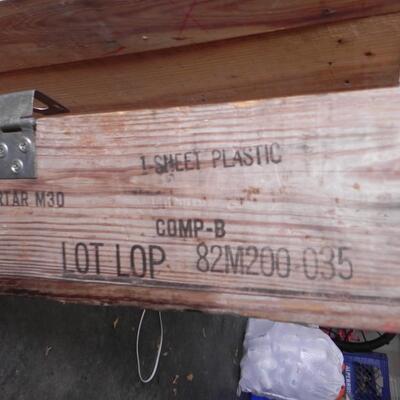 1-SHEET PLASTIC
RTAR M30
COMP-B
LOT LOP 82M200-035